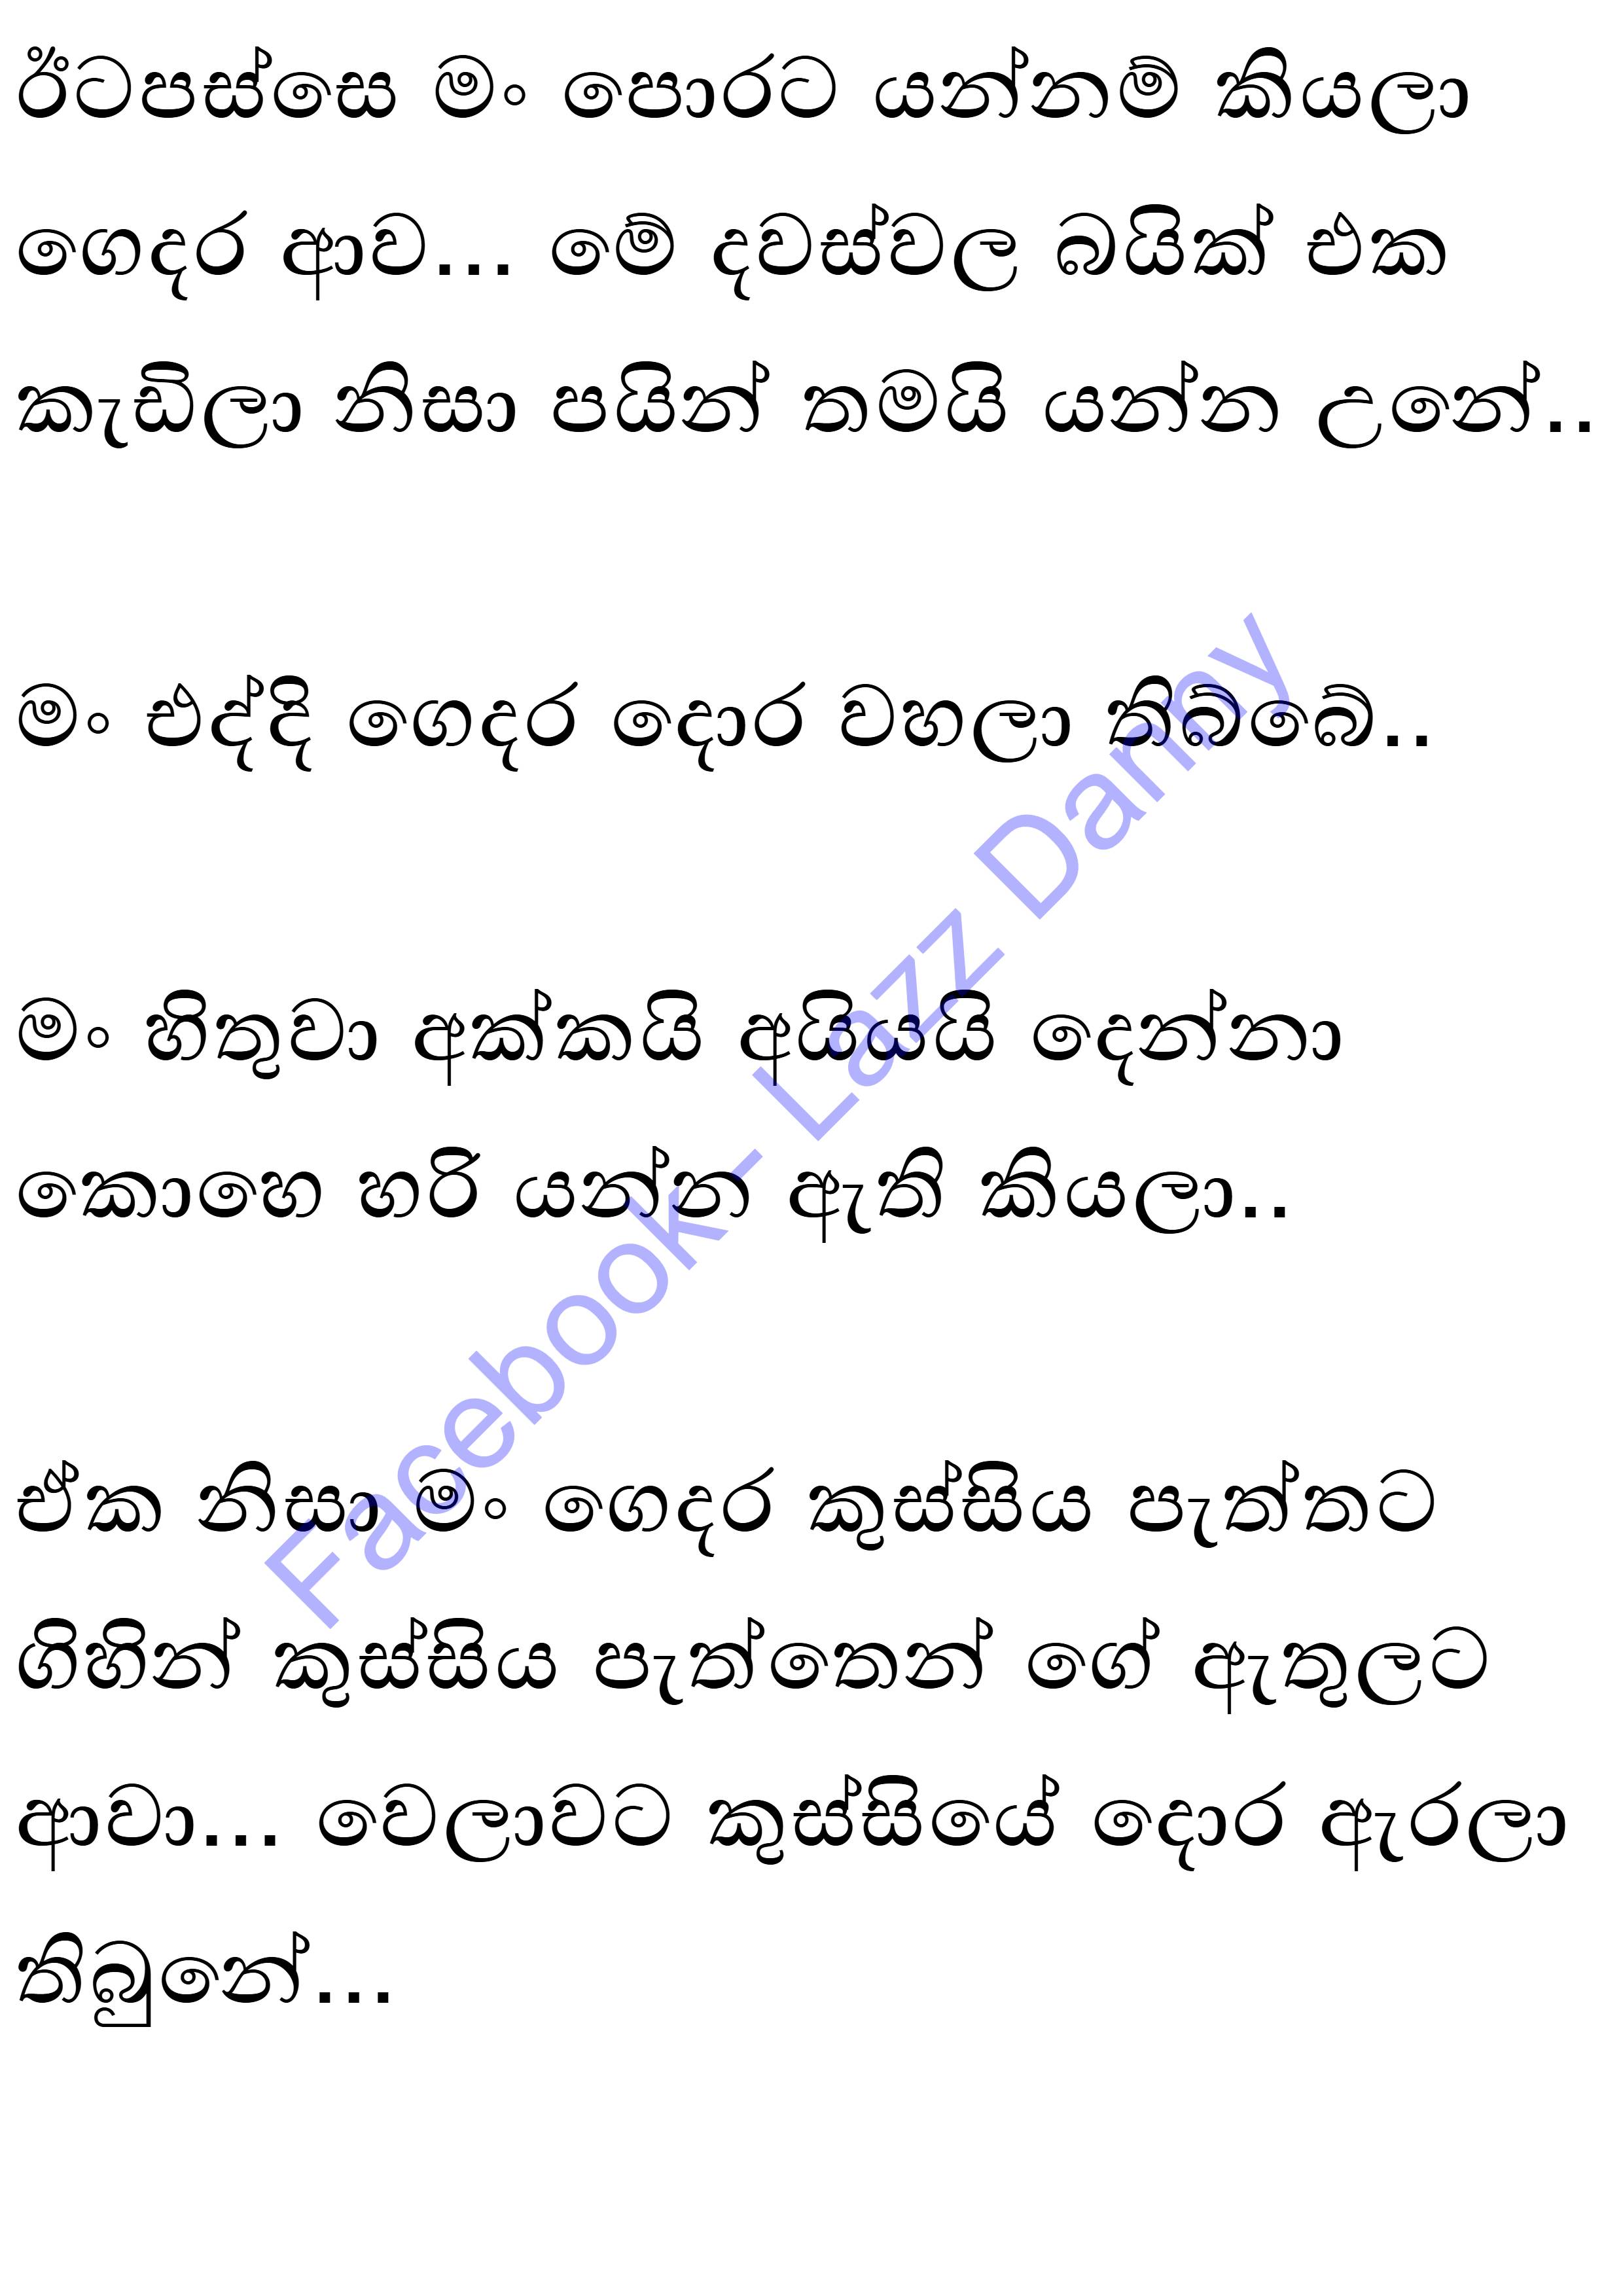 ඊටපස්සෙ මං පොරට යන්නම් කියලා
ගෙදර ආව... මේ දවස්වල බයික් එක
කැඩිලා නිසා පයින් තමයි යන්න උනේ..
මං එද්දි ගෙදර දොර වහලා තිබ්බේ..
මං හිතුවා අක්කයි අයියයි දෙන්නා
කොහෙ හරි යන්න ඇති කියලා..
ඒක නිසා මං ගෙදර කුස්සිය පැත්තට
ගිහින් කුස්සිය පැත්තෙන් ගේ ඇතුලට
ආවා... වෙලාවට කුස්සියේ දොර ඇරලා
තිබුනේ...
Facebook- Lazz Danny